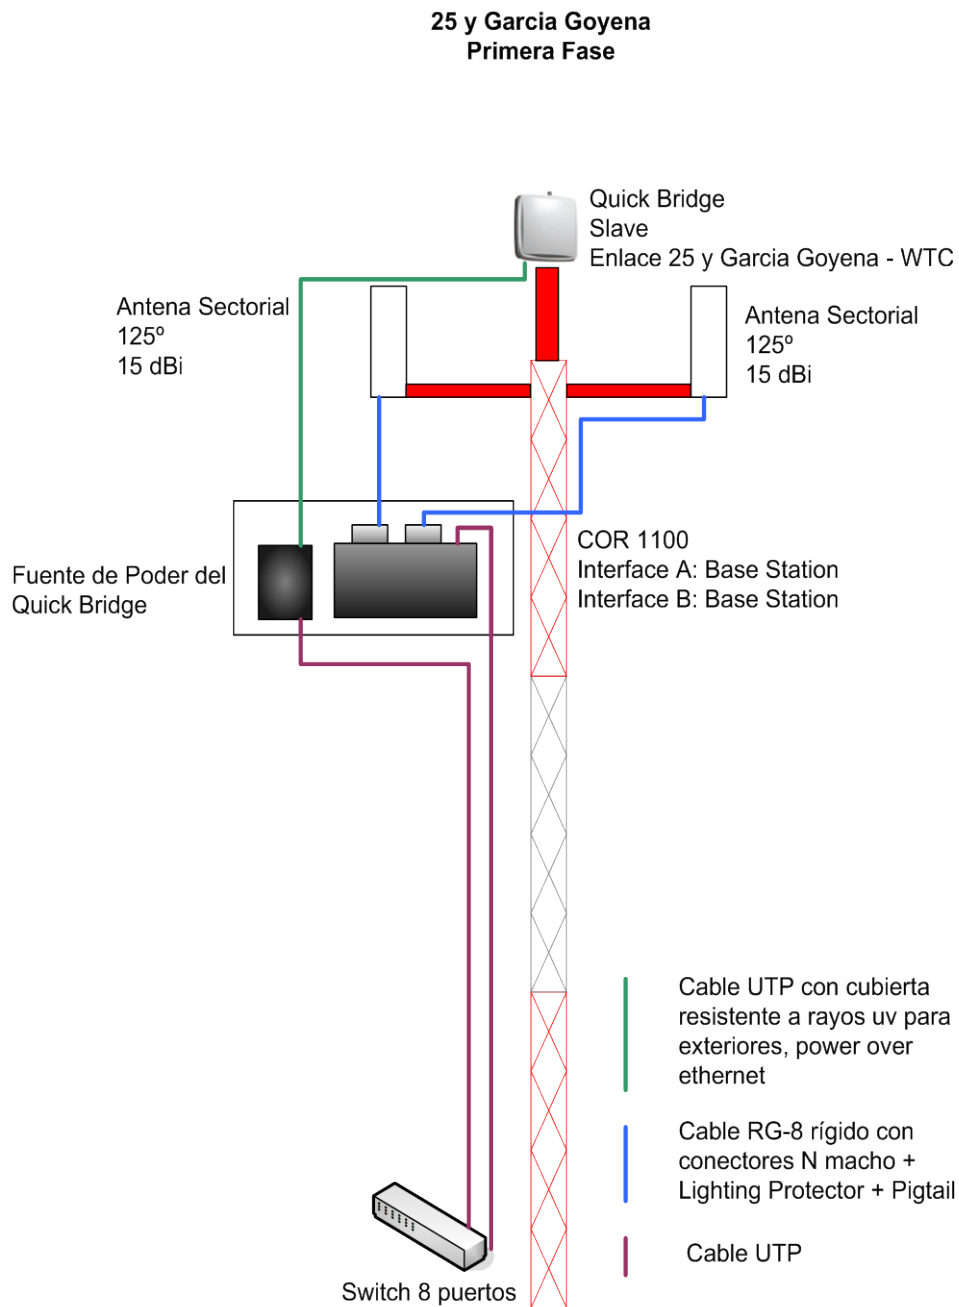 25 y Garcia Goyena
Primera Fase
Quick Bridge
Slave
Enlace 25 y Garcia Goyena - WTC
Antena Sectorial
125º
15 dBi
Antena Sectorial
125º
15 dBi
COR 1100
Interface A: Base Station
Interface B: Base Station
Fuente de Poder del
Quick Bridge
Cable UTP con cubierta
resistente a rayos uv para
exteriores, power over
ethernet
Cable RG-8 rígido con
conectores N macho +
Lighting Protector + Pigtail
Cable UTP
Switch 8 puertos